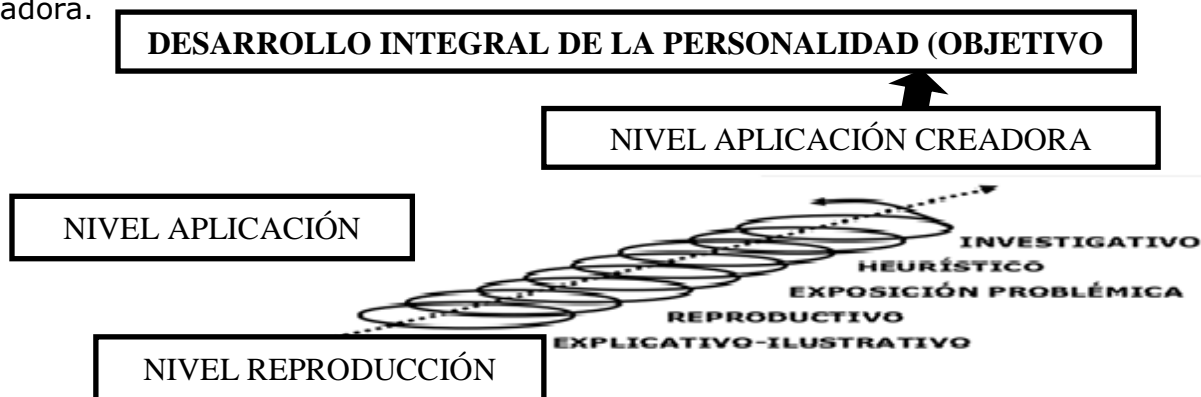 adora.
DESARROLLO INTEGRAL DE LA PERSONALIDAD (OBJETIVO
NIVEL APLICACIÓN CREADORA
NIVEL APLICACIÓN
INVESTIGATIVO
HEURÍSTICO
EXPOSICIÓN PROBLÉMICA
REPRODUCTIVO
EXPLICATIVO-ILUSTRATIVO
NIVEL REPRODUCCIÓN